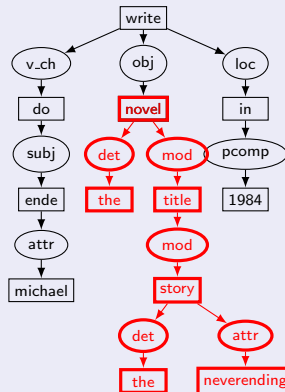 write
v_ch obj loc
do novel in
subj det mod pcomp
ende the title 1984
attr mod
michael story
det attr
the neverending